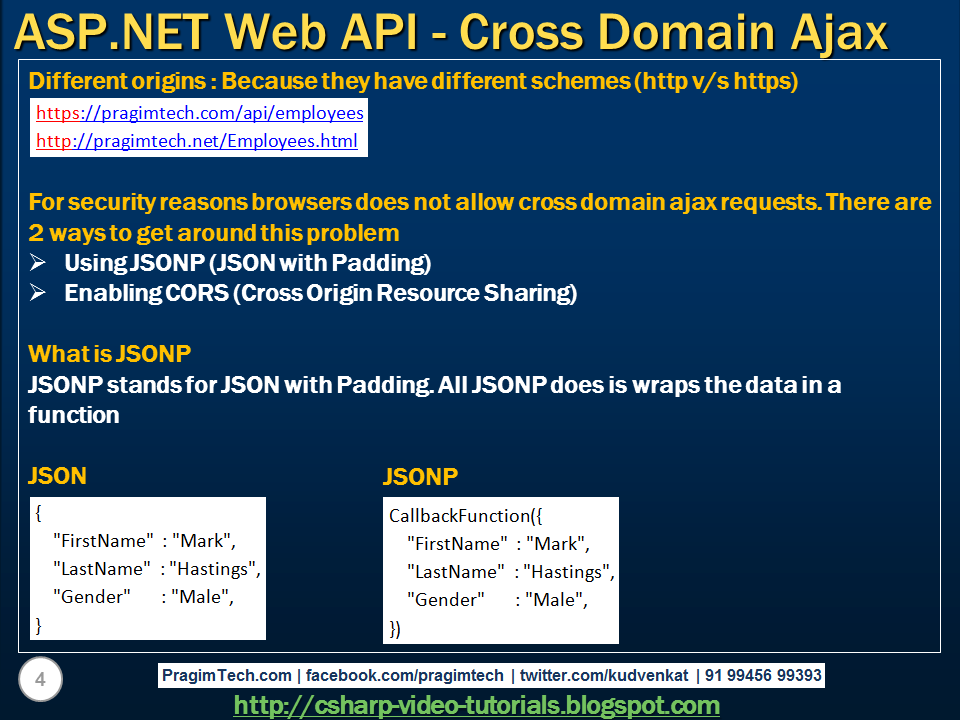 ASP.NET Web API - Cross Domain Ajax
Different origins : Because they have different schemes (http v/s https)
https://pragimtech.com/api/employees
http://pragimtech.net/Employees.html
For security reasons browsers does not allow cross domain ajax requests. There are
2 ways to get around this problem
➢ Using JSONP (JSON with Padding)
➢ Enabling CORS (Cross Origin Resource Sharing)
What is JSONP
JSONP stands for JSON with Padding. All JSONP does is wraps the data in a
function
JSON
{
"FirstName" : "Mark",
"LastName" : "Hastings",
"Gender" : "Male",
}
JSONP
CallbackFunction({
"FirstName" : "Mark",
"LastName" : "Hastings",
"Gender" : "Male",
})
4
PragimTech.com | facebook.com/pragimtech | twitter.com/kudvenkat | 91 99456 99393
http://csharp-video-tutorials.blogspot.com